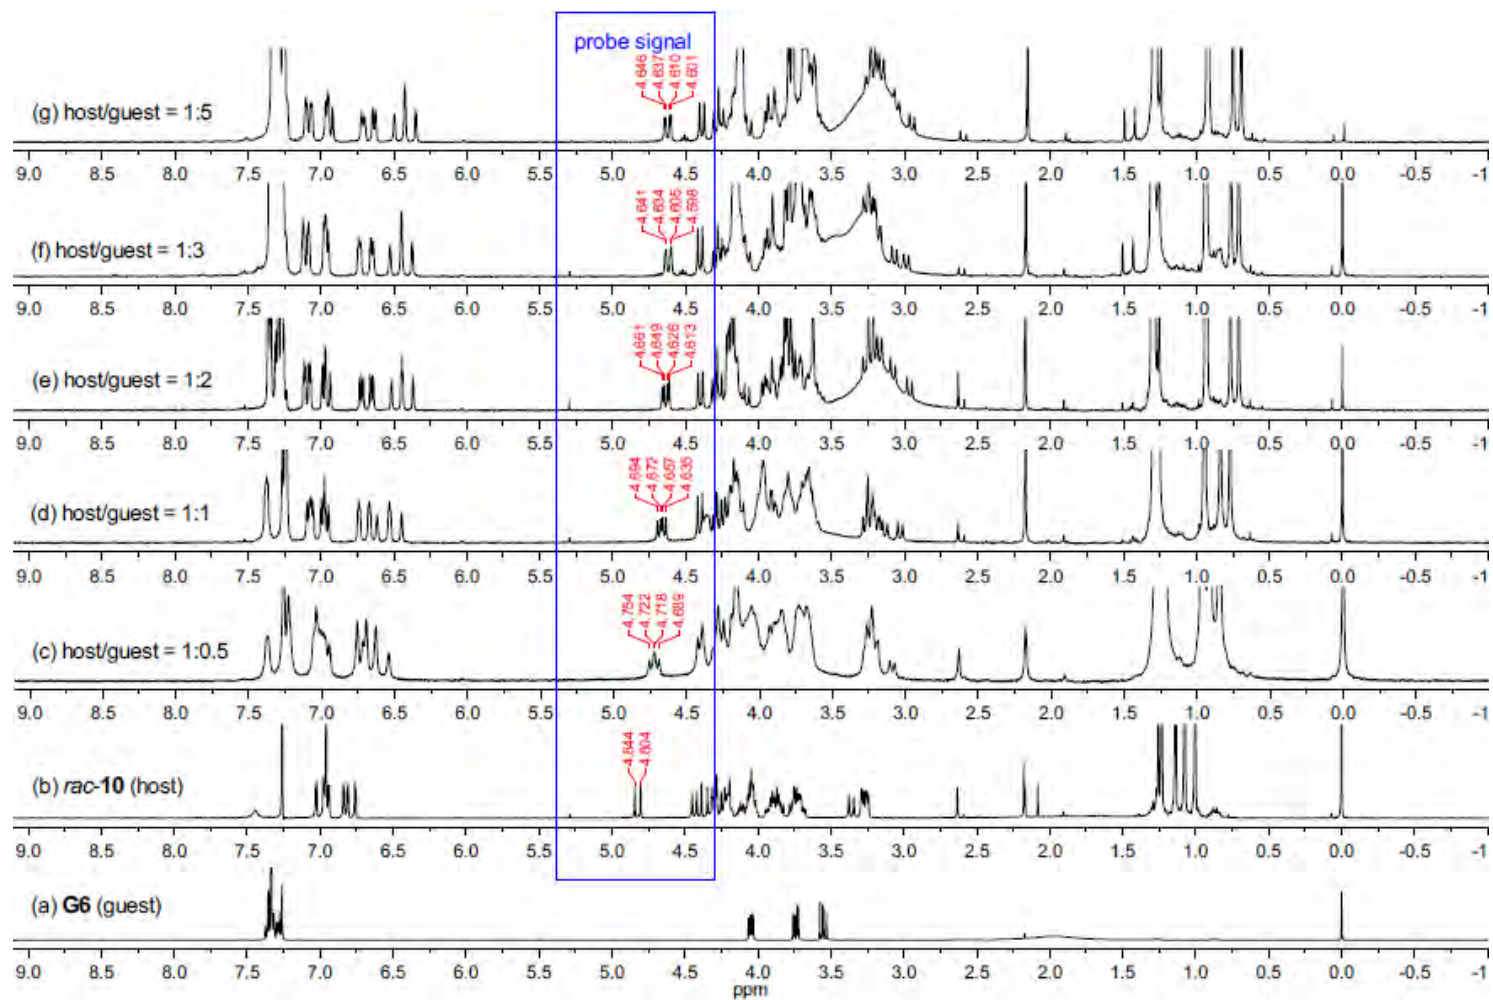 probe signal
4.646
4.637
4.610
4.601
(g) host/guest = 1:5
9.0 8.5 8.0 7.5 7.0 6.5 6.0 5.5 5.0 4.5 4.0 3.5 3.0 2.5 2.0 1.5 1.0 0.5 0.0 -0.5 -1
4.641
4.634
4.605
4.598
(f) host/guest = 1:3
9.0 8.5 8.0 7.5 7.0 6.5 6.0 5.5 5.0 4.5 4.0 3.5 3.0 2.5 2.0 1.5 1.0 0.5 0.0 -0.5 -1
4.661
4.649
4.626
4.613
(e) host/guest = 1:2
9.0 8.5 8.0 7.5 7.0 6.5 6.0 5.5 5.0 4.5 4.0 3.5 3.0 2.5 2.0 1.5 1.0 0.5 0.0 -0.5 -1
4.694
4.672
4.657
4.635
(d) host/guest = 1:1
9.0 8.5 8.0 7.5 7.0 6.5 6.0 5.5 5.0 4.5 4.0 3.5 3.0 2.5 2.0 1.5 1.0 0.5 0.0 -0.5 -1
4.754
4.722
4.718
4.689
(c) host/guest = 1:0.5
9.0 8.5 8.0 7.5 7.0 6.5 6.0 5.5 5.0 4.5 4.0 3.5 3.0 2.5 2.0 1.5 1.0 0.5 0.0 -0.5 -1
4.844
4.804
(b) rac-10 (host)
9.0 8.5 8.0 7.5 7.0 6.5 6.0 5.5 5.0 4.5 4.0 3.5 3.0 2.5 2.0 1.5 1.0 0.5 0.0 -0.5 -1
(a) G6 (guest)
9.0 8.5 8.0 7.5 7.0 6.5 6.0 5.5 5.0 4.5 4.0 3.5 3.0 2.5 2.0 1.5 1.0 0.5 0.0 -0.5 -1
ppm